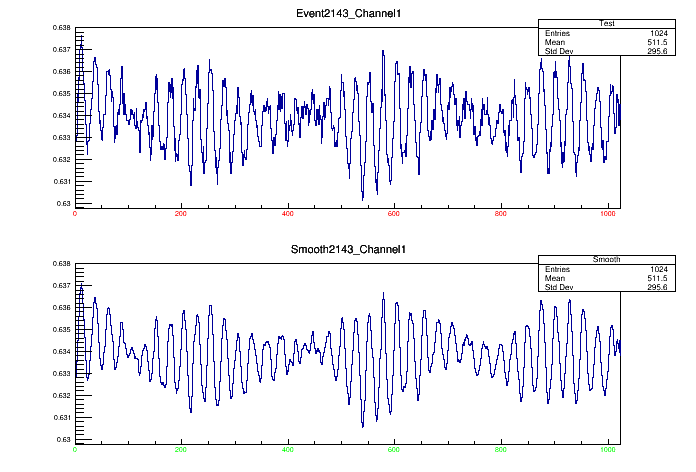 Event2143_Channel1
Test
Entries 1024
Mean 511.5
Std Dev 295.6
0.638
0.637
0.636
0.635
0.634
0.633
0.632
0.631
0.63
0 200 400 600 800 1000
Smooth2143_Channel1
Smooth
Entries 1024
Mean 511.5
Std Dev 295.6
0.638
0.637
0.636
0.635
0.634
0.633
0.632
0.631
0.63
0 200 400 600 800 1000